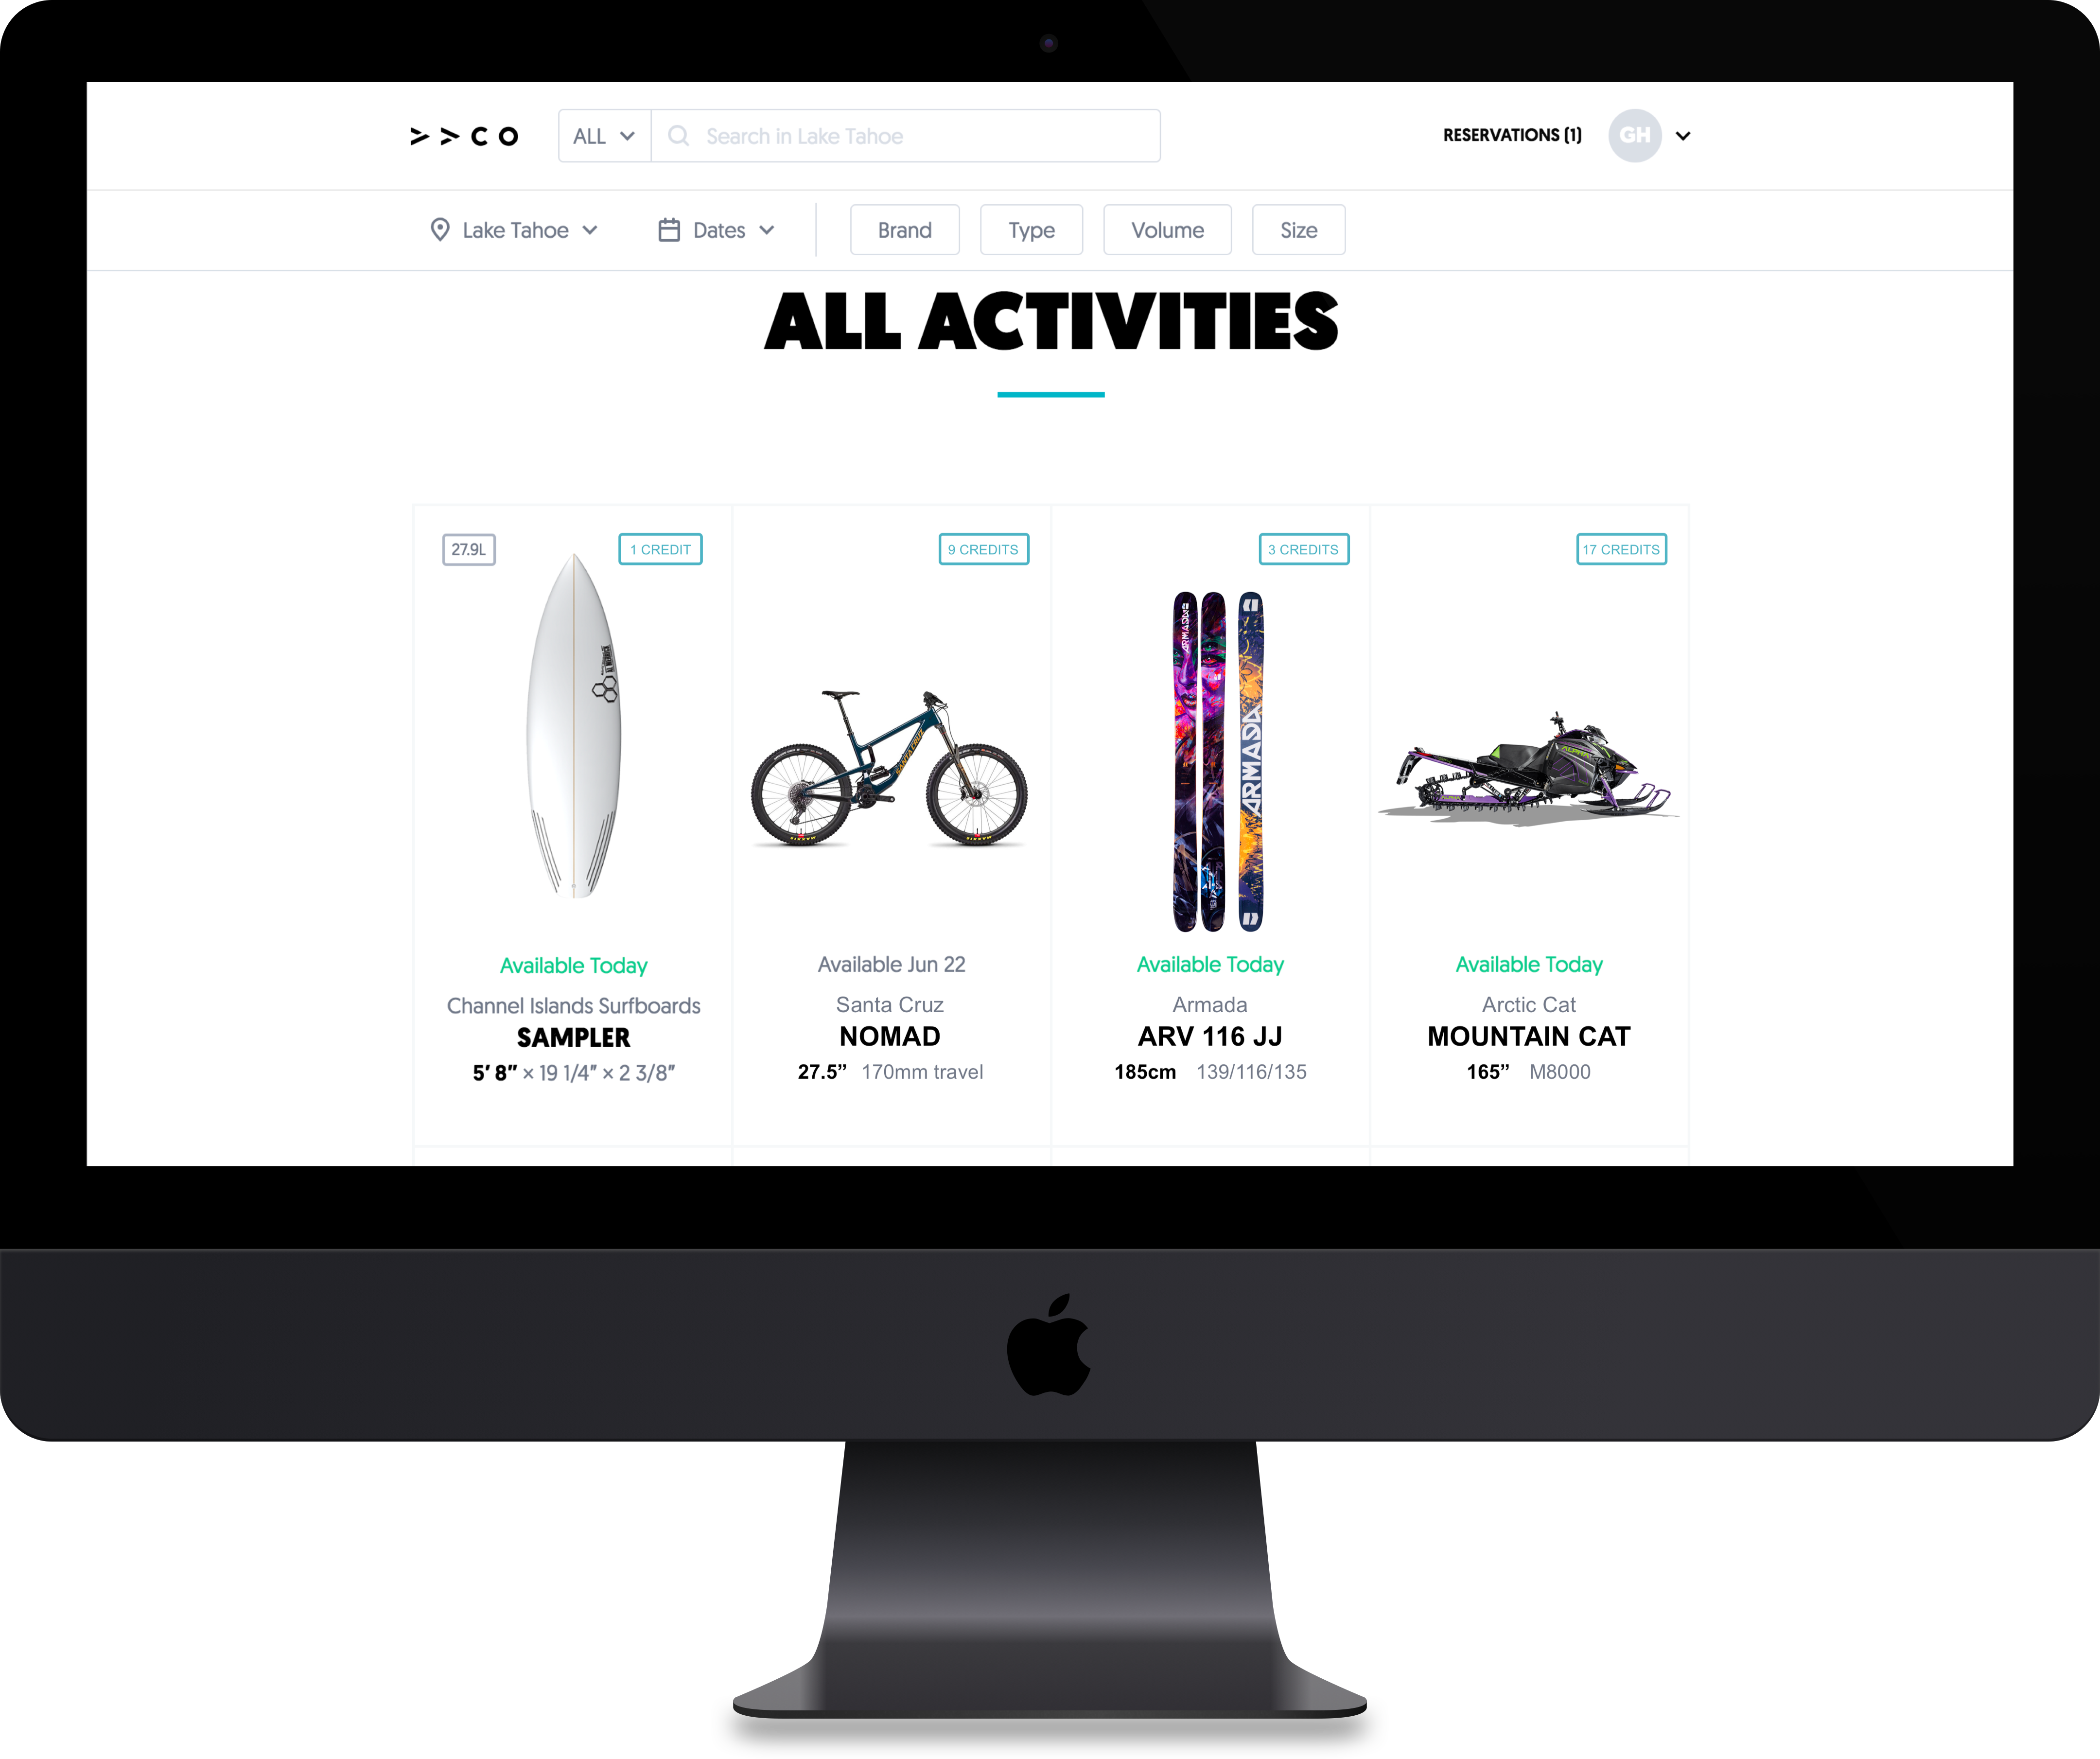 > > C O
ALL
Search in Lake Tahoe
RESERVATIONS (1)
GH
Lake Tahoe
Dates
Brand
Type
Volume
Size
ALL ACTIVITIES
27.9L
1 CREDIT
9 CREDITS
3 CREDITS
17 CREDITS
ARMADA
ARMADA
SANTA CRUZ
Available Today
Channel Islands Surfboards
SAMPLER
5′ 8″ × 19 1/4″ × 2 3/8″
Available Jun 22
Santa Cruz
NOMAD
27.5” 170mm travel
Available Today
Armada
ARV 116 JJ
185cm 139/116/135
Available Today
Arctic Cat
MOUNTAIN CAT
165” M8000